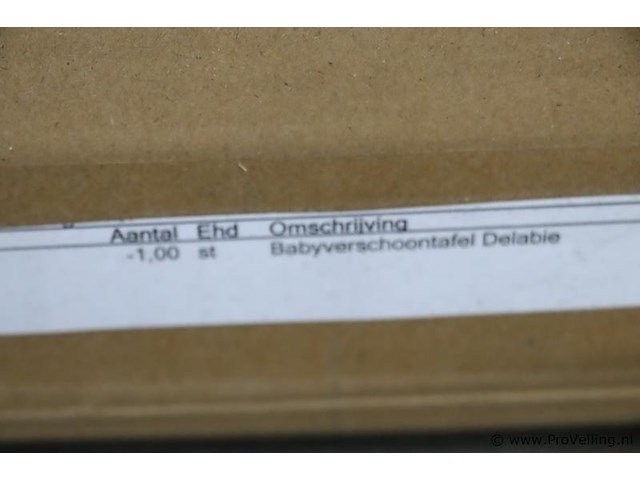 Aantal Ehd Omschrijving
-1,00 st Babyverschoontafel Delabie
© www.ProVeiling.nl